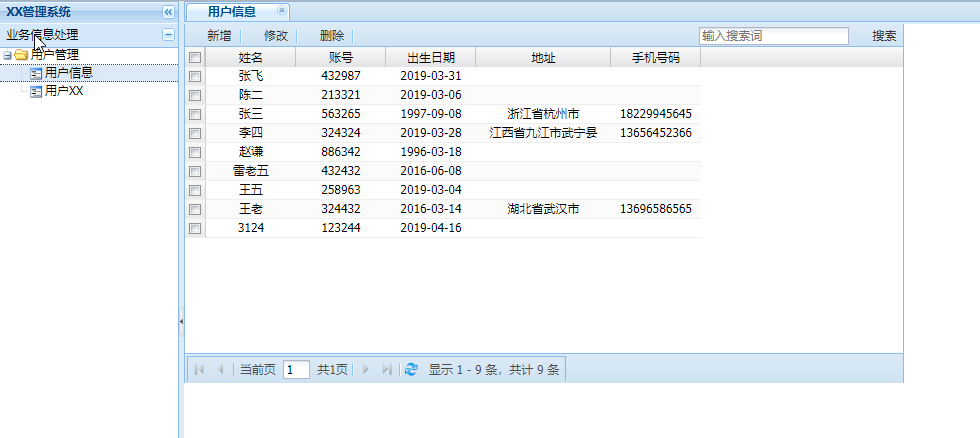 XX管理系统
业务信息处理
用户管理
用户信息
用户XX
用户信息
新增 修改 删除 输入搜索词 搜索
姓名 账号 出生日期 地址 手机号码
张飞 432987 2019-03-31
陈二 213321 2019-03-06
张三 563265 1997-09-08 浙江省杭州市 18229945645
李四 324324 2019-03-28 江西省九江市武宁县 13656452366
赵谦 886342 1996-03-18
雷老五 432432 2016-06-08
王五 258963 2019-03-04
王老 324432 2016-03-14 湖北省武汉市 13696586565
3124 123244 2019-04-16
当前页 1 共1页 显示 1 - 9 条，共计 9 条